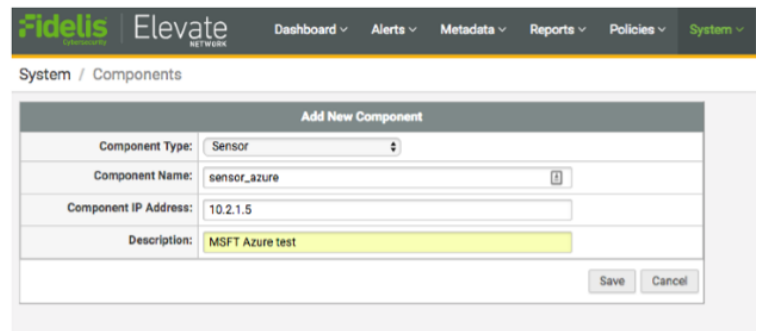 Fidelis Elevate Dashboard Alerts Metadata Reports Policies System
Cybersecurity NETWORK
System / Components
Add New Component
Component Type: Sensor
Component Name: sensor_azure
Component IP Address: 10.2.1.5
Description: MSFT Azure test
Save Cancel